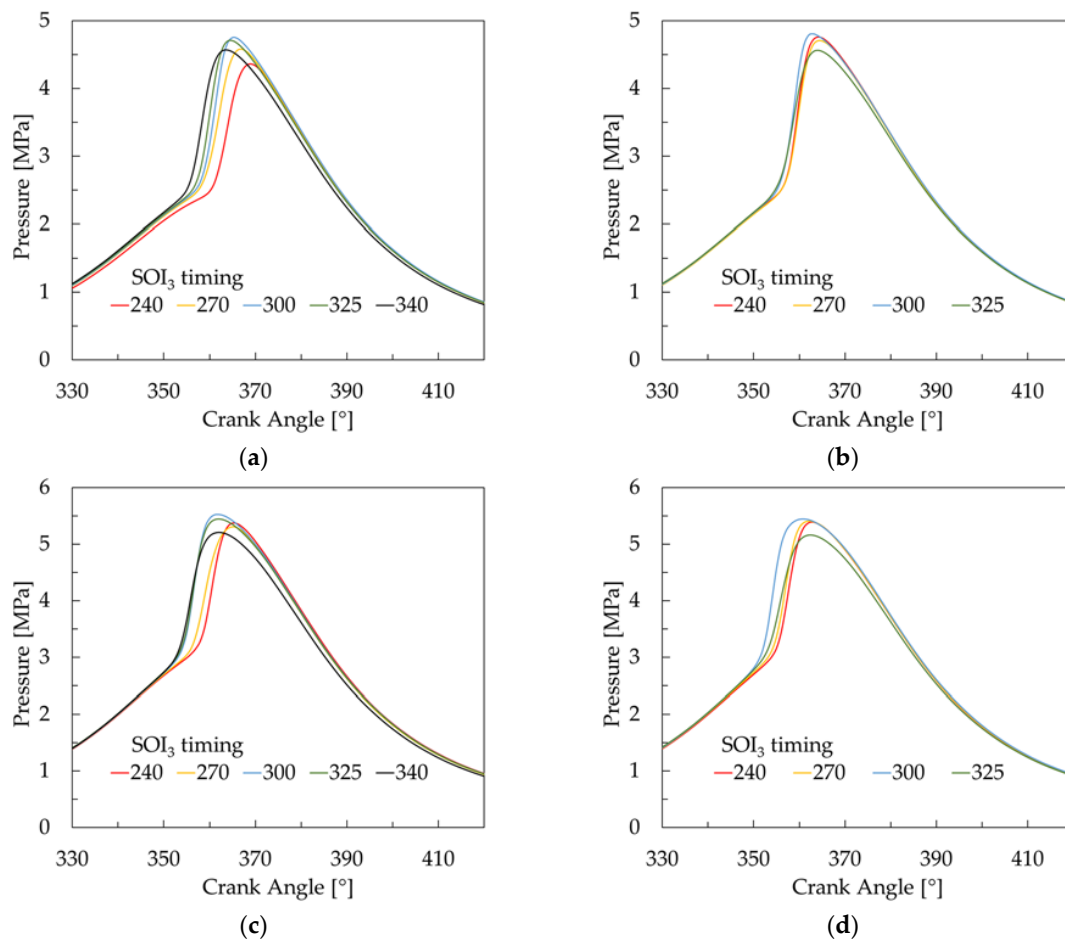 5
4
3
2
1
0
Pressure [MPa]
SOI₃ timing
240 270 300 325 340
330 350 370 390 410
Crank Angle [°]
(a)
5
4
3
2
1
0
Pressure [MPa]
SOI₃ timing
240 270 300 325
330 350 370 390 410
Crank Angle [°]
(b)
6
5
4
3
2
1
0
Pressure [MPa]
SOI₃ timing
240 270 300 325 340
330 350 370 390 410
Crank Angle [°]
(c)
6
5
4
3
2
1
0
Pressure [MPa]
SOI₃ timing
240 270 300 325
330 350 370 390 410
Crank Angle [°]
(d)